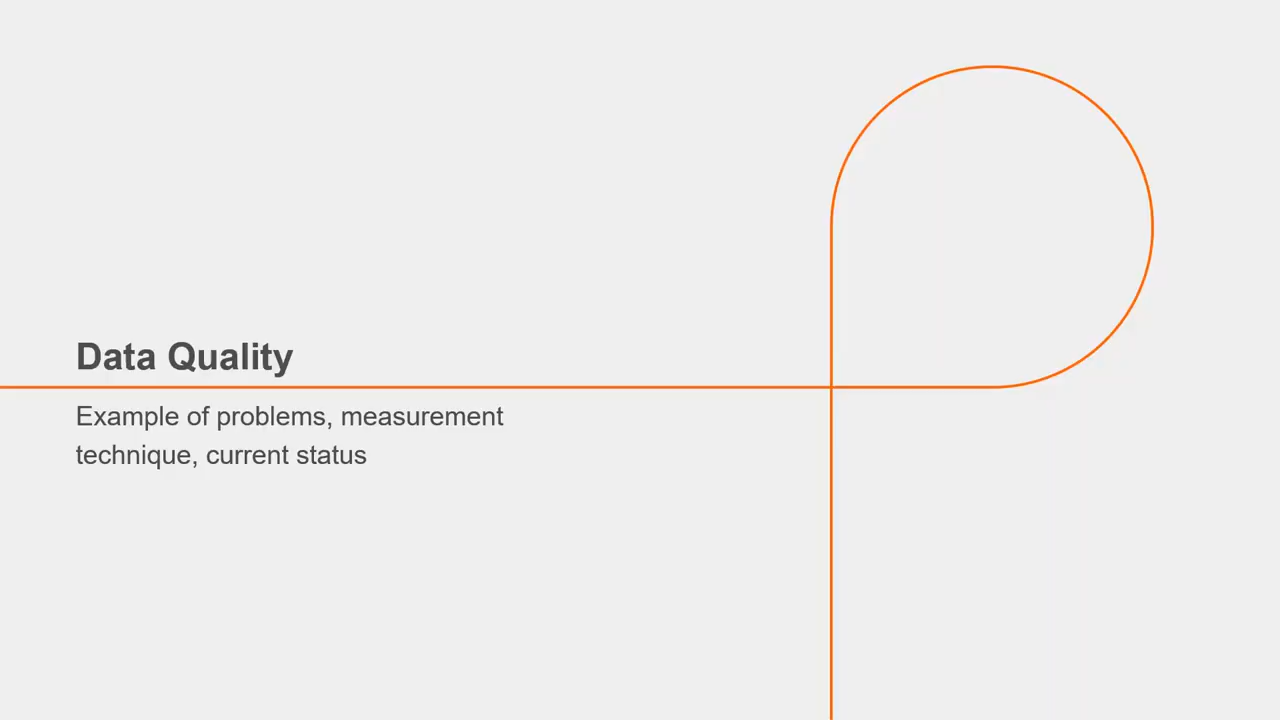 Data Quality
Example of problems, measurement
technique, current status